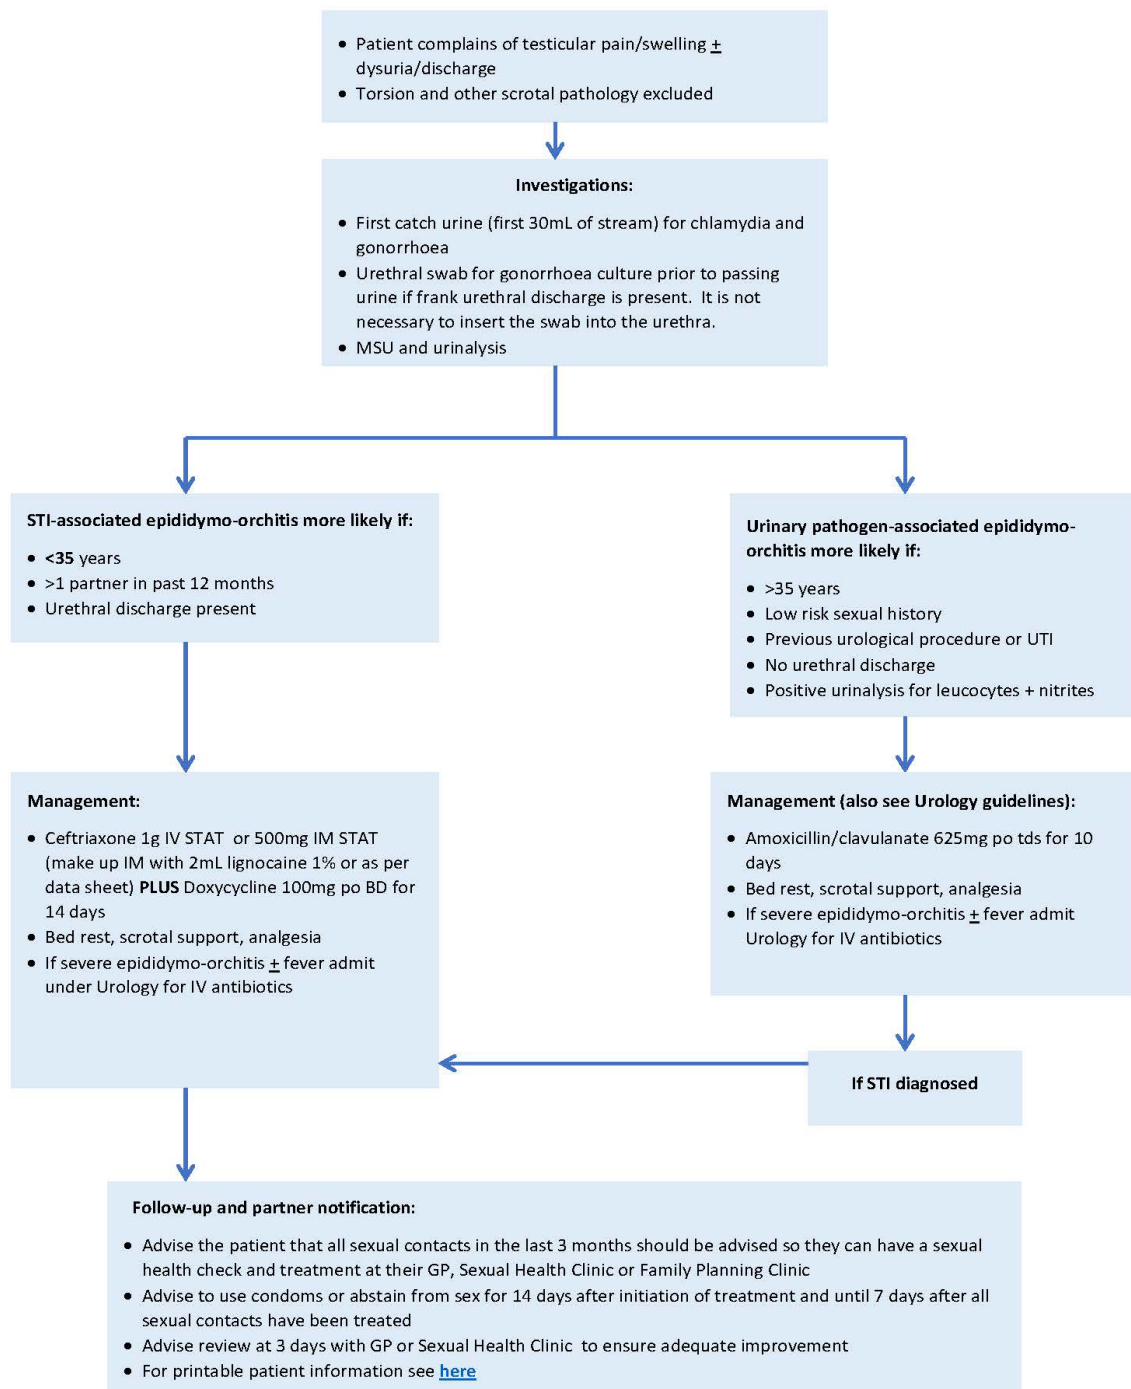 • Patient complains of testicular pain/swelling ±
dysuria/discharge
• Torsion and other scrotal pathology excluded
Investigations:
• First catch urine (first 30mL of stream) for chlamydia and
gonorrhoea
• Urethral swab for gonorrhoea culture prior to passing
urine if frank urethral discharge is present. It is not
necessary to insert the swab into the urethra.
• MSU and urinalysis
STI-associated epididymo-orchitis more likely if:
• <35 years
• >1 partner in past 12 months
• Urethral discharge present
Urinary pathogen-associated epididymo-
orchitis more likely if:
• >35 years
• Low risk sexual history
• Previous urological procedure or UTI
• No urethral discharge
• Positive urinalysis for leucocytes + nitrites
Management:
• Ceftriaxone 1g IV STAT or 500mg IM STAT
(make up IM with 2mL lignocaine 1% or as per
data sheet) PLUS Doxycycline 100mg po BD for
14 days
• Bed rest, scrotal support, analgesia
• If severe epididymo-orchitis ± fever admit
under Urology for IV antibiotics
Management (also see Urology guidelines):
• Amoxicillin/clavulanate 625mg po tds for 10
days
• Bed rest, scrotal support, analgesia
• If severe epididymo-orchitis ± fever admit
Urology for IV antibiotics
If STI diagnosed
Follow-up and partner notification:
• Advise the patient that all sexual contacts in the last 3 months should be advised so they can have a sexual
health check and treatment at their GP, Sexual Health Clinic or Family Planning Clinic
• Advise to use condoms or abstain from sex for 14 days after initiation of treatment and until 7 days after all
sexual contacts have been treated
• Advise review at 3 days with GP or Sexual Health Clinic to ensure adequate improvement
• For printable patient information see here